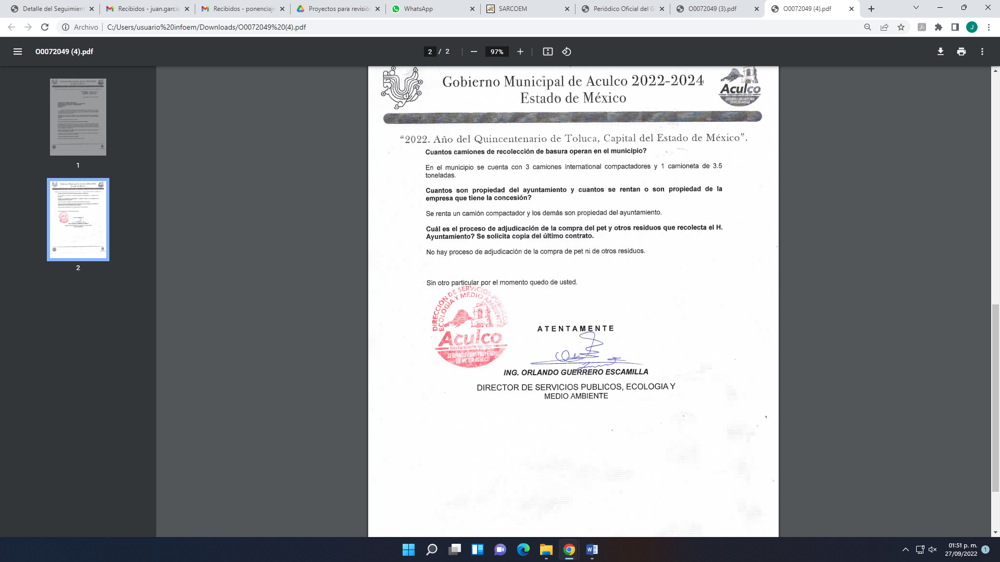 Detalle del Seguimient
Recibidos - juan.garcia
Recibidos - ponenciajr
Proyectos para revisión
WhatsApp
SARCOEM
Periódico Oficial del G
O0072049 (3).pdf
O0072049 (4).pdf
Archivo
C:/Users/usuario%20infoem/Downloads/O0072049%20(4).pdf
J
O0072049 (4).pdf
2 / 2
97%
1
2
Gobierno Municipal de Aculco 2022-2024
Estado de México
Aculco
"2022. Año del Quincentenario de Toluca, Capital del Estado de México".
Cuantos camiones de recolección de basura operan en el municipio?
En el municipio se cuenta con 3 camiones international compactadores y 1 camioneta de 3.5
toneladas.
Cuantos son propiedad del ayuntamiento y cuantos se rentan o son propiedad de la
empresa que tiene la concesión?
Se renta un camión compactador y los demás son propiedad del ayuntamiento.
Cuál es el proceso de adjudicación de la compra del pet y otros residuos que recolecta el H.
Ayuntamiento? Se solicita copia del último contrato.
No hay proceso de adjudicación de la compra de pet ni de otros residuos.
Sin otro particular por el momento quedo de usted.
DIRECCIÓN DE SERVICIOS PUBLICOS
ECOLOGÍA Y MEDIO AMBIENTE
Aculco
GOBIERNO MUNICIPAL 2022-2024
SEGUIMOS CONSTRUYENDO
UN MEJOR ACULCO
ATENTAMENTE
ING. ORLANDO GUERRERO ESCAMILLA
DIRECTOR DE SERVICIOS PUBLICOS, ECOLOGIA Y
MEDIO AMBIENTE
01:51 p. m.
27/09/2022
1